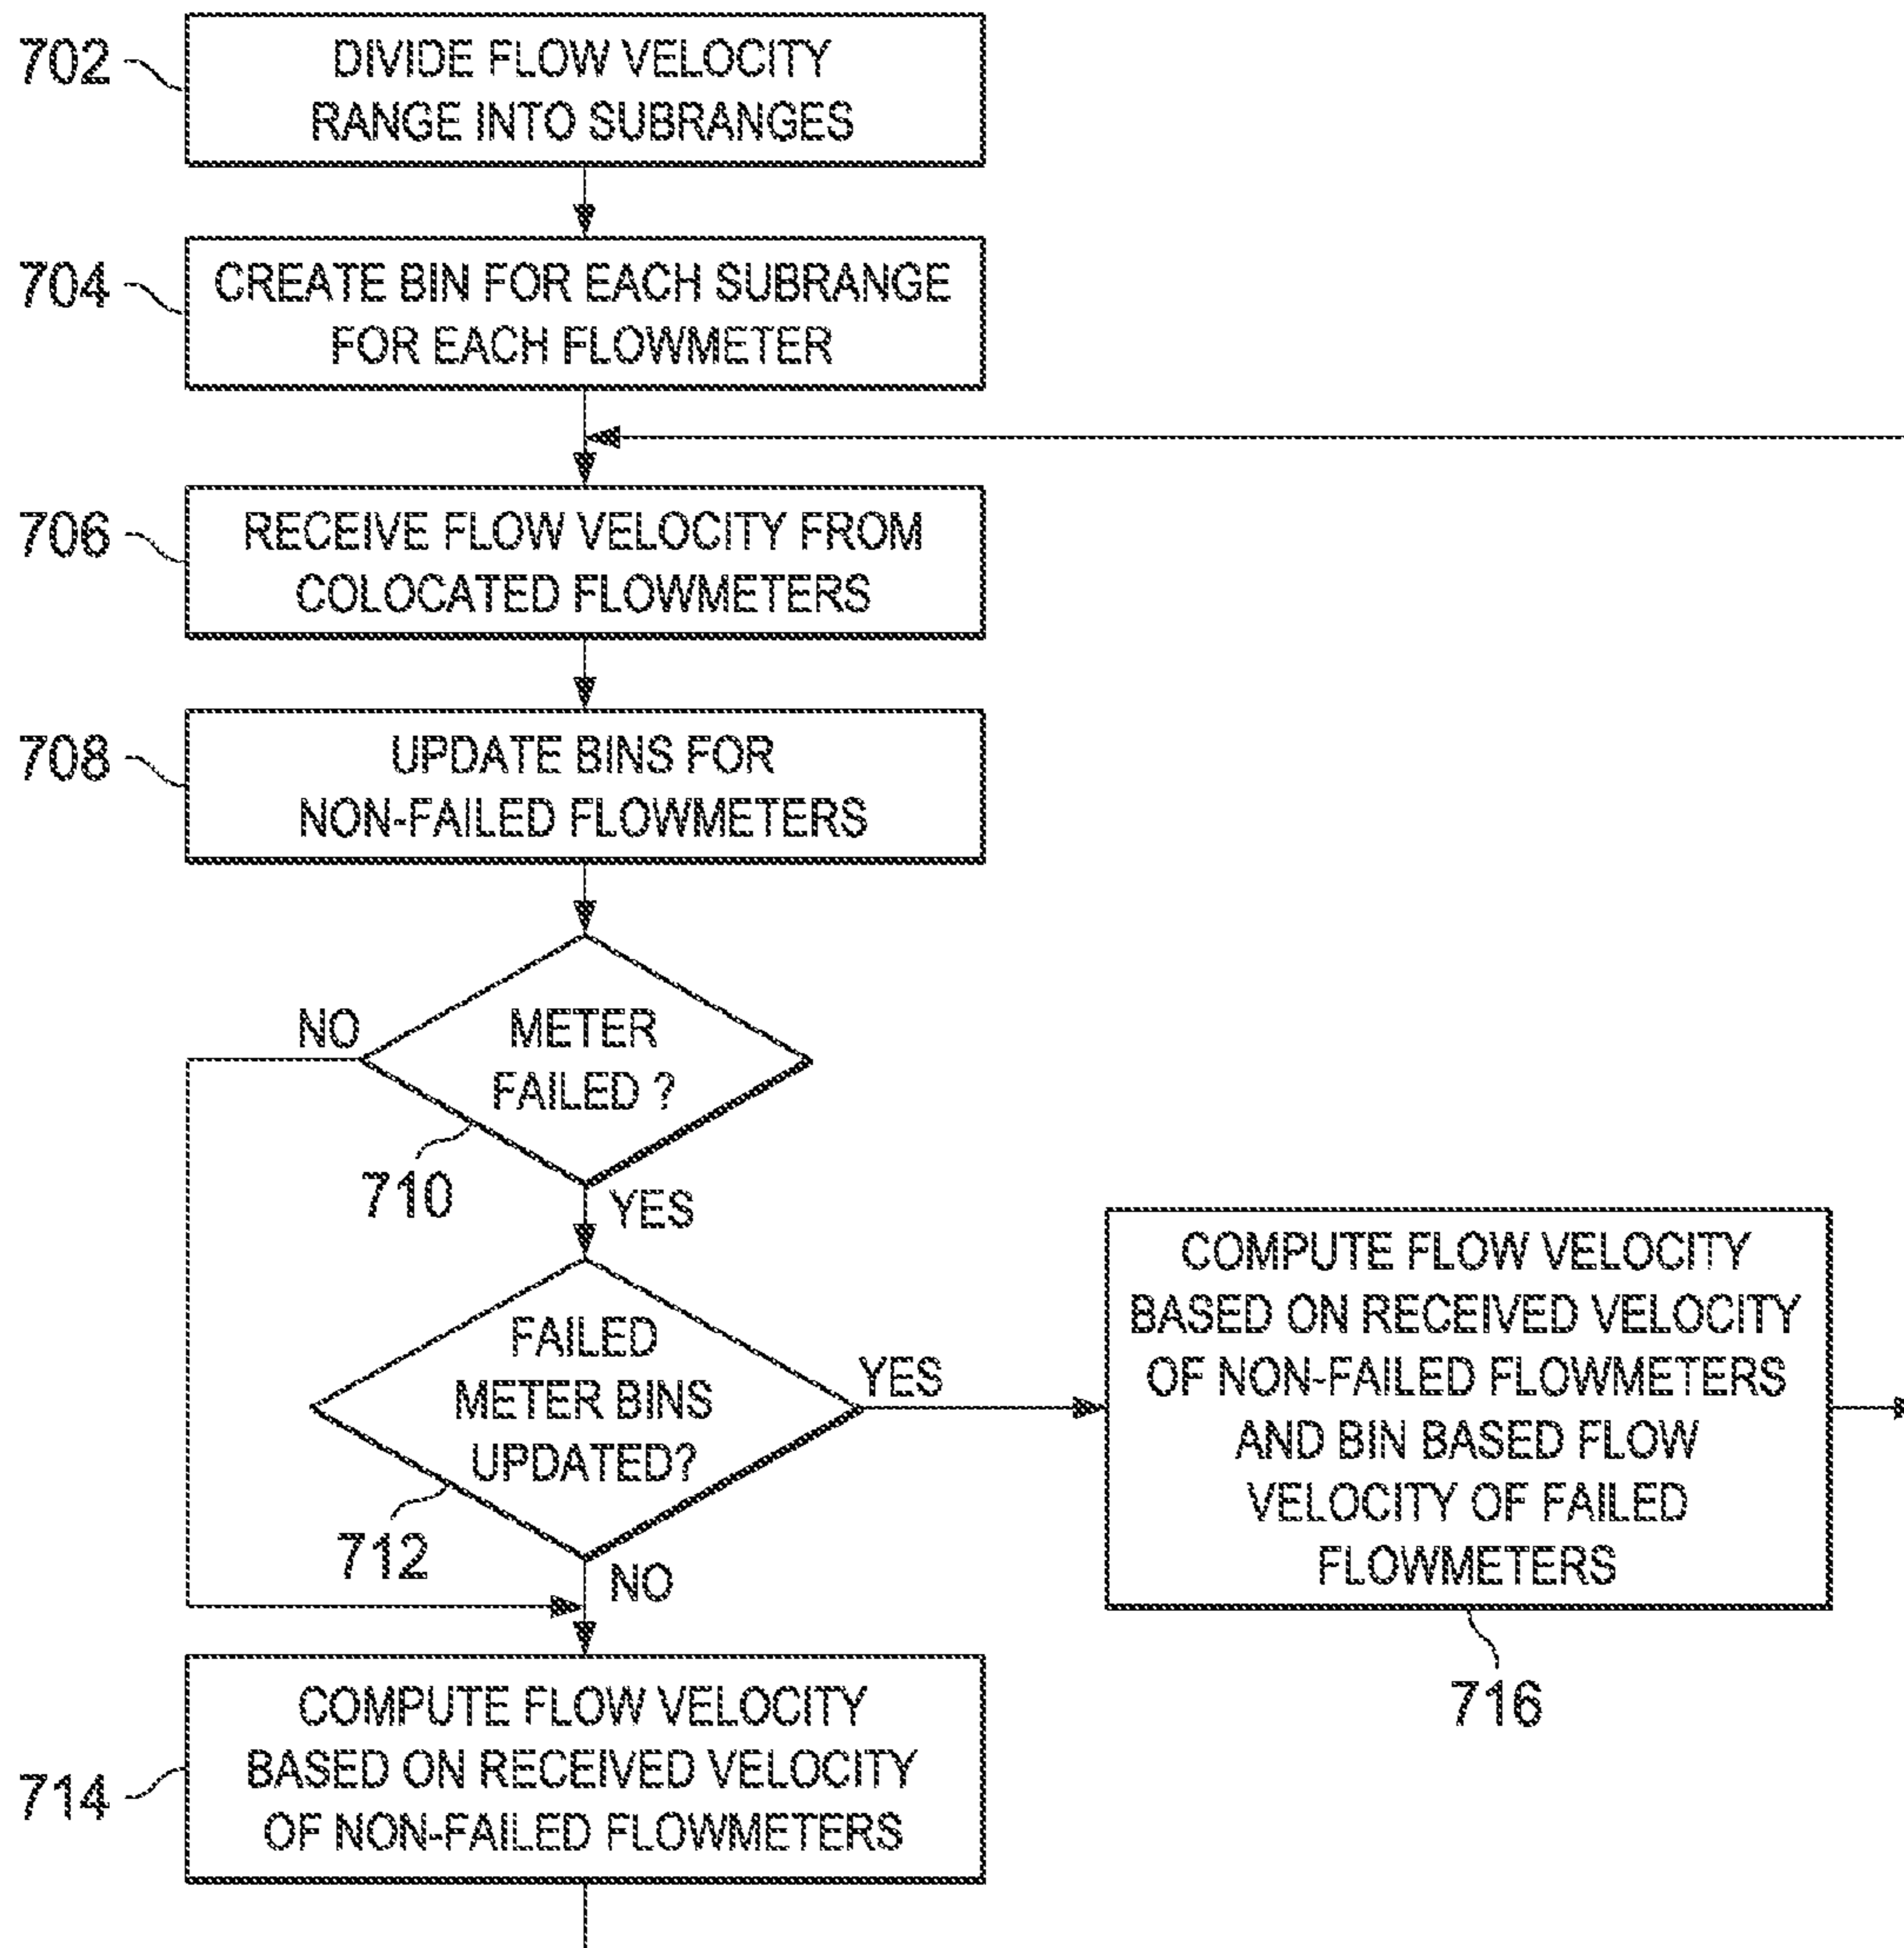 702
DIVIDE FLOW VELOCITY
RANGE INTO SUBRANGES
704
CREATE BIN FOR EACH SUBRANGE
FOR EACH FLOWMETER
706
RECEIVE FLOW VELOCITY FROM
COLOCATED FLOWMETERS
708
UPDATE BINS FOR
NON-FAILED FLOWMETERS
NO
METER
FAILED ?
710
YES
FAILED
METER BINS
UPDATED?
YES
712
NO
COMPUTE FLOW VELOCITY
BASED ON RECEIVED VELOCITY
OF NON-FAILED FLOWMETERS
AND BIN BASED FLOW
VELOCITY OF FAILED
FLOWMETERS
716
714
COMPUTE FLOW VELOCITY
BASED ON RECEIVED VELOCITY
OF NON-FAILED FLOWMETERS